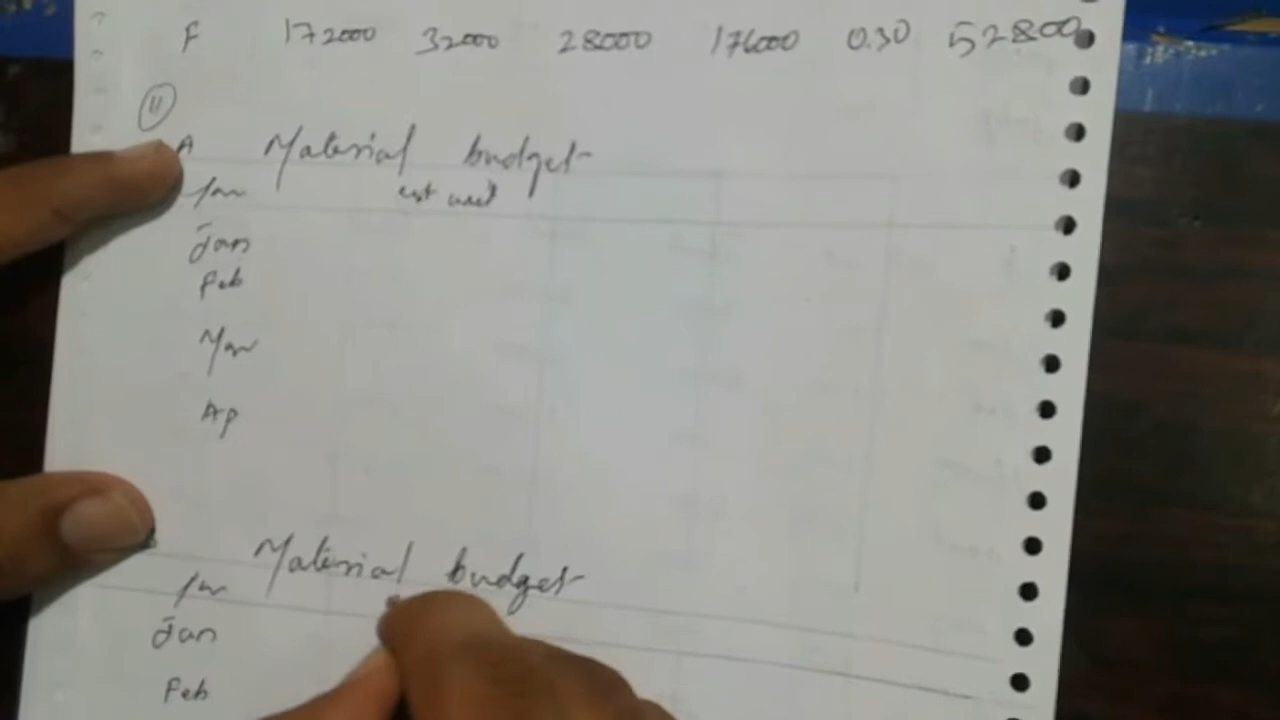 F 172000 32000 28000 176000 0.30 52800
11
A Material budget
est used
Jan
Feb
Mar
Ap
Material budget
Jan
Feb